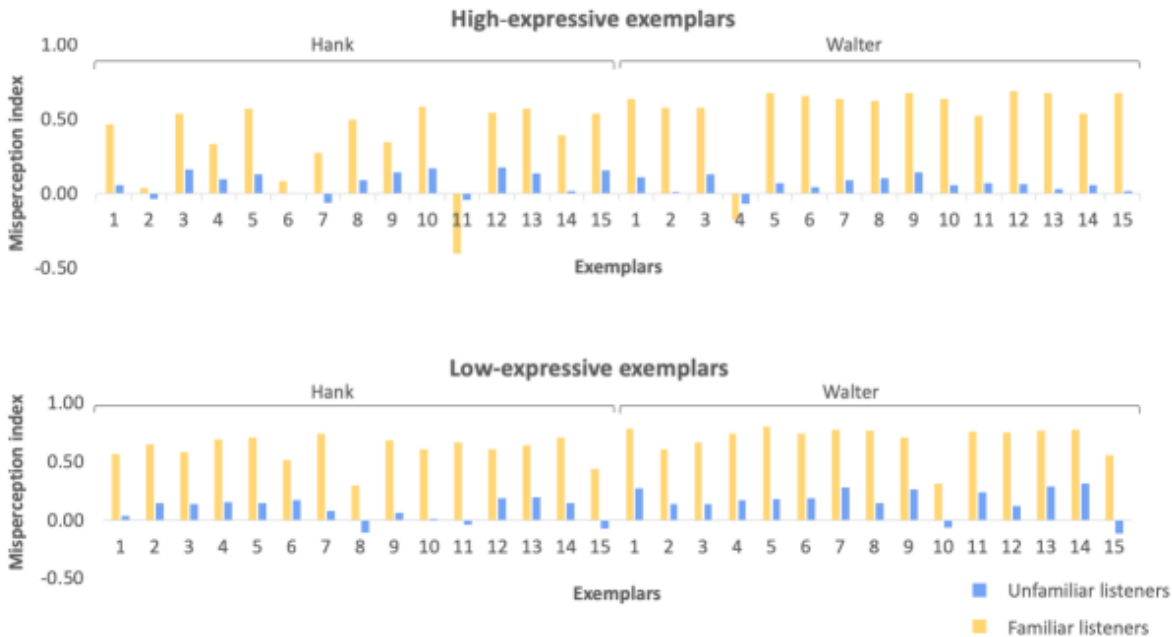 High-expressive exemplars
Hank Walter
Misperception index
1.00
0.50
0.00
-0.50
1 2 3 4 5 6 7 8 9 10 11 12 13 14 15 1 2 3 4 5 6 7 8 9 10 11 12 13 14 15
Exemplars
Low-expressive exemplars
Hank Walter
Misperception index
1.00
0.50
0.00
-0.50
1 2 3 4 5 6 7 8 9 10 11 12 13 14 15 1 2 3 4 5 6 7 8 9 10 11 12 13 14 15
Exemplars
Unfamiliar listeners
Familiar listeners